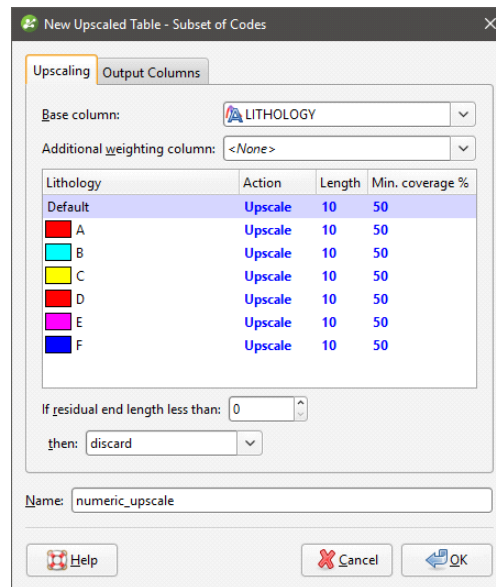 New Upscaled Table - Subset of Codes
Upscaling Output Columns
Base column: LITHOLOGY
Additional weighting column: <None>
Lithology Action Length Min. coverage %
Default Upscale 10 50
A Upscale 10 50
B Upscale 10 50
C Upscale 10 50
D Upscale 10 50
E Upscale 10 50
F Upscale 10 50
If residual end length less than: 0
then: discard
Name: numeric_upscale
Help Cancel OK